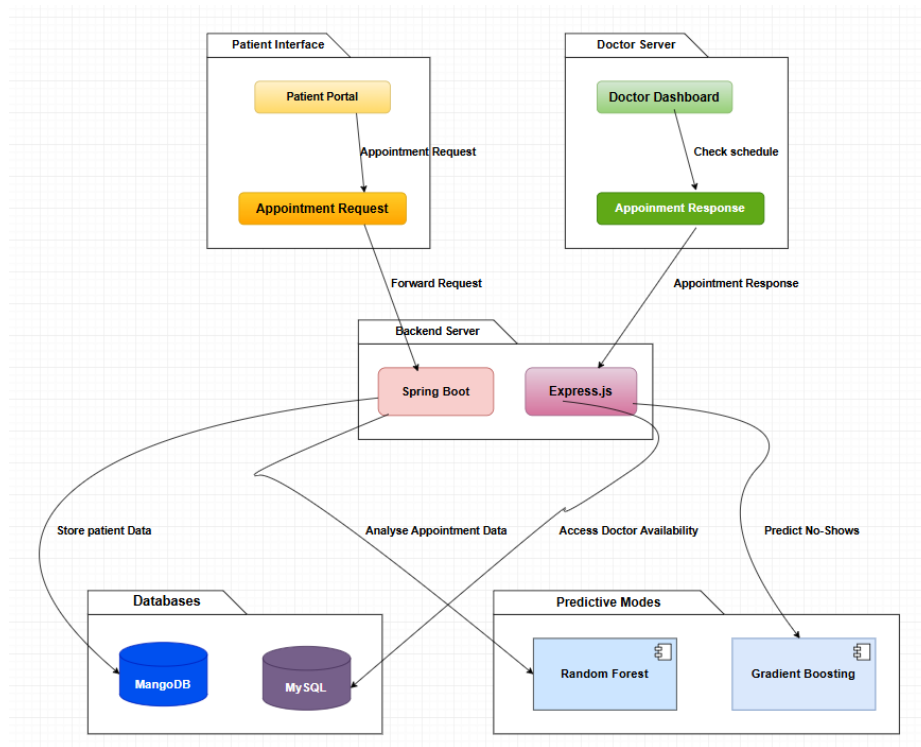 Patient Interface
Doctor Server
Patient Portal
Doctor Dashboard
Appointment Request
Check schedule
Appointment Request
Appoinment Response
Forward Request
Appointment Response
Backend Server
Spring Boot
Express.js
Store patient Data
Analyse Appointment Data
Access Doctor Availability
Predict No-Shows
Databases
Predictive Modes
MangoDB
MySQL
Random Forest
Gradient Boosting